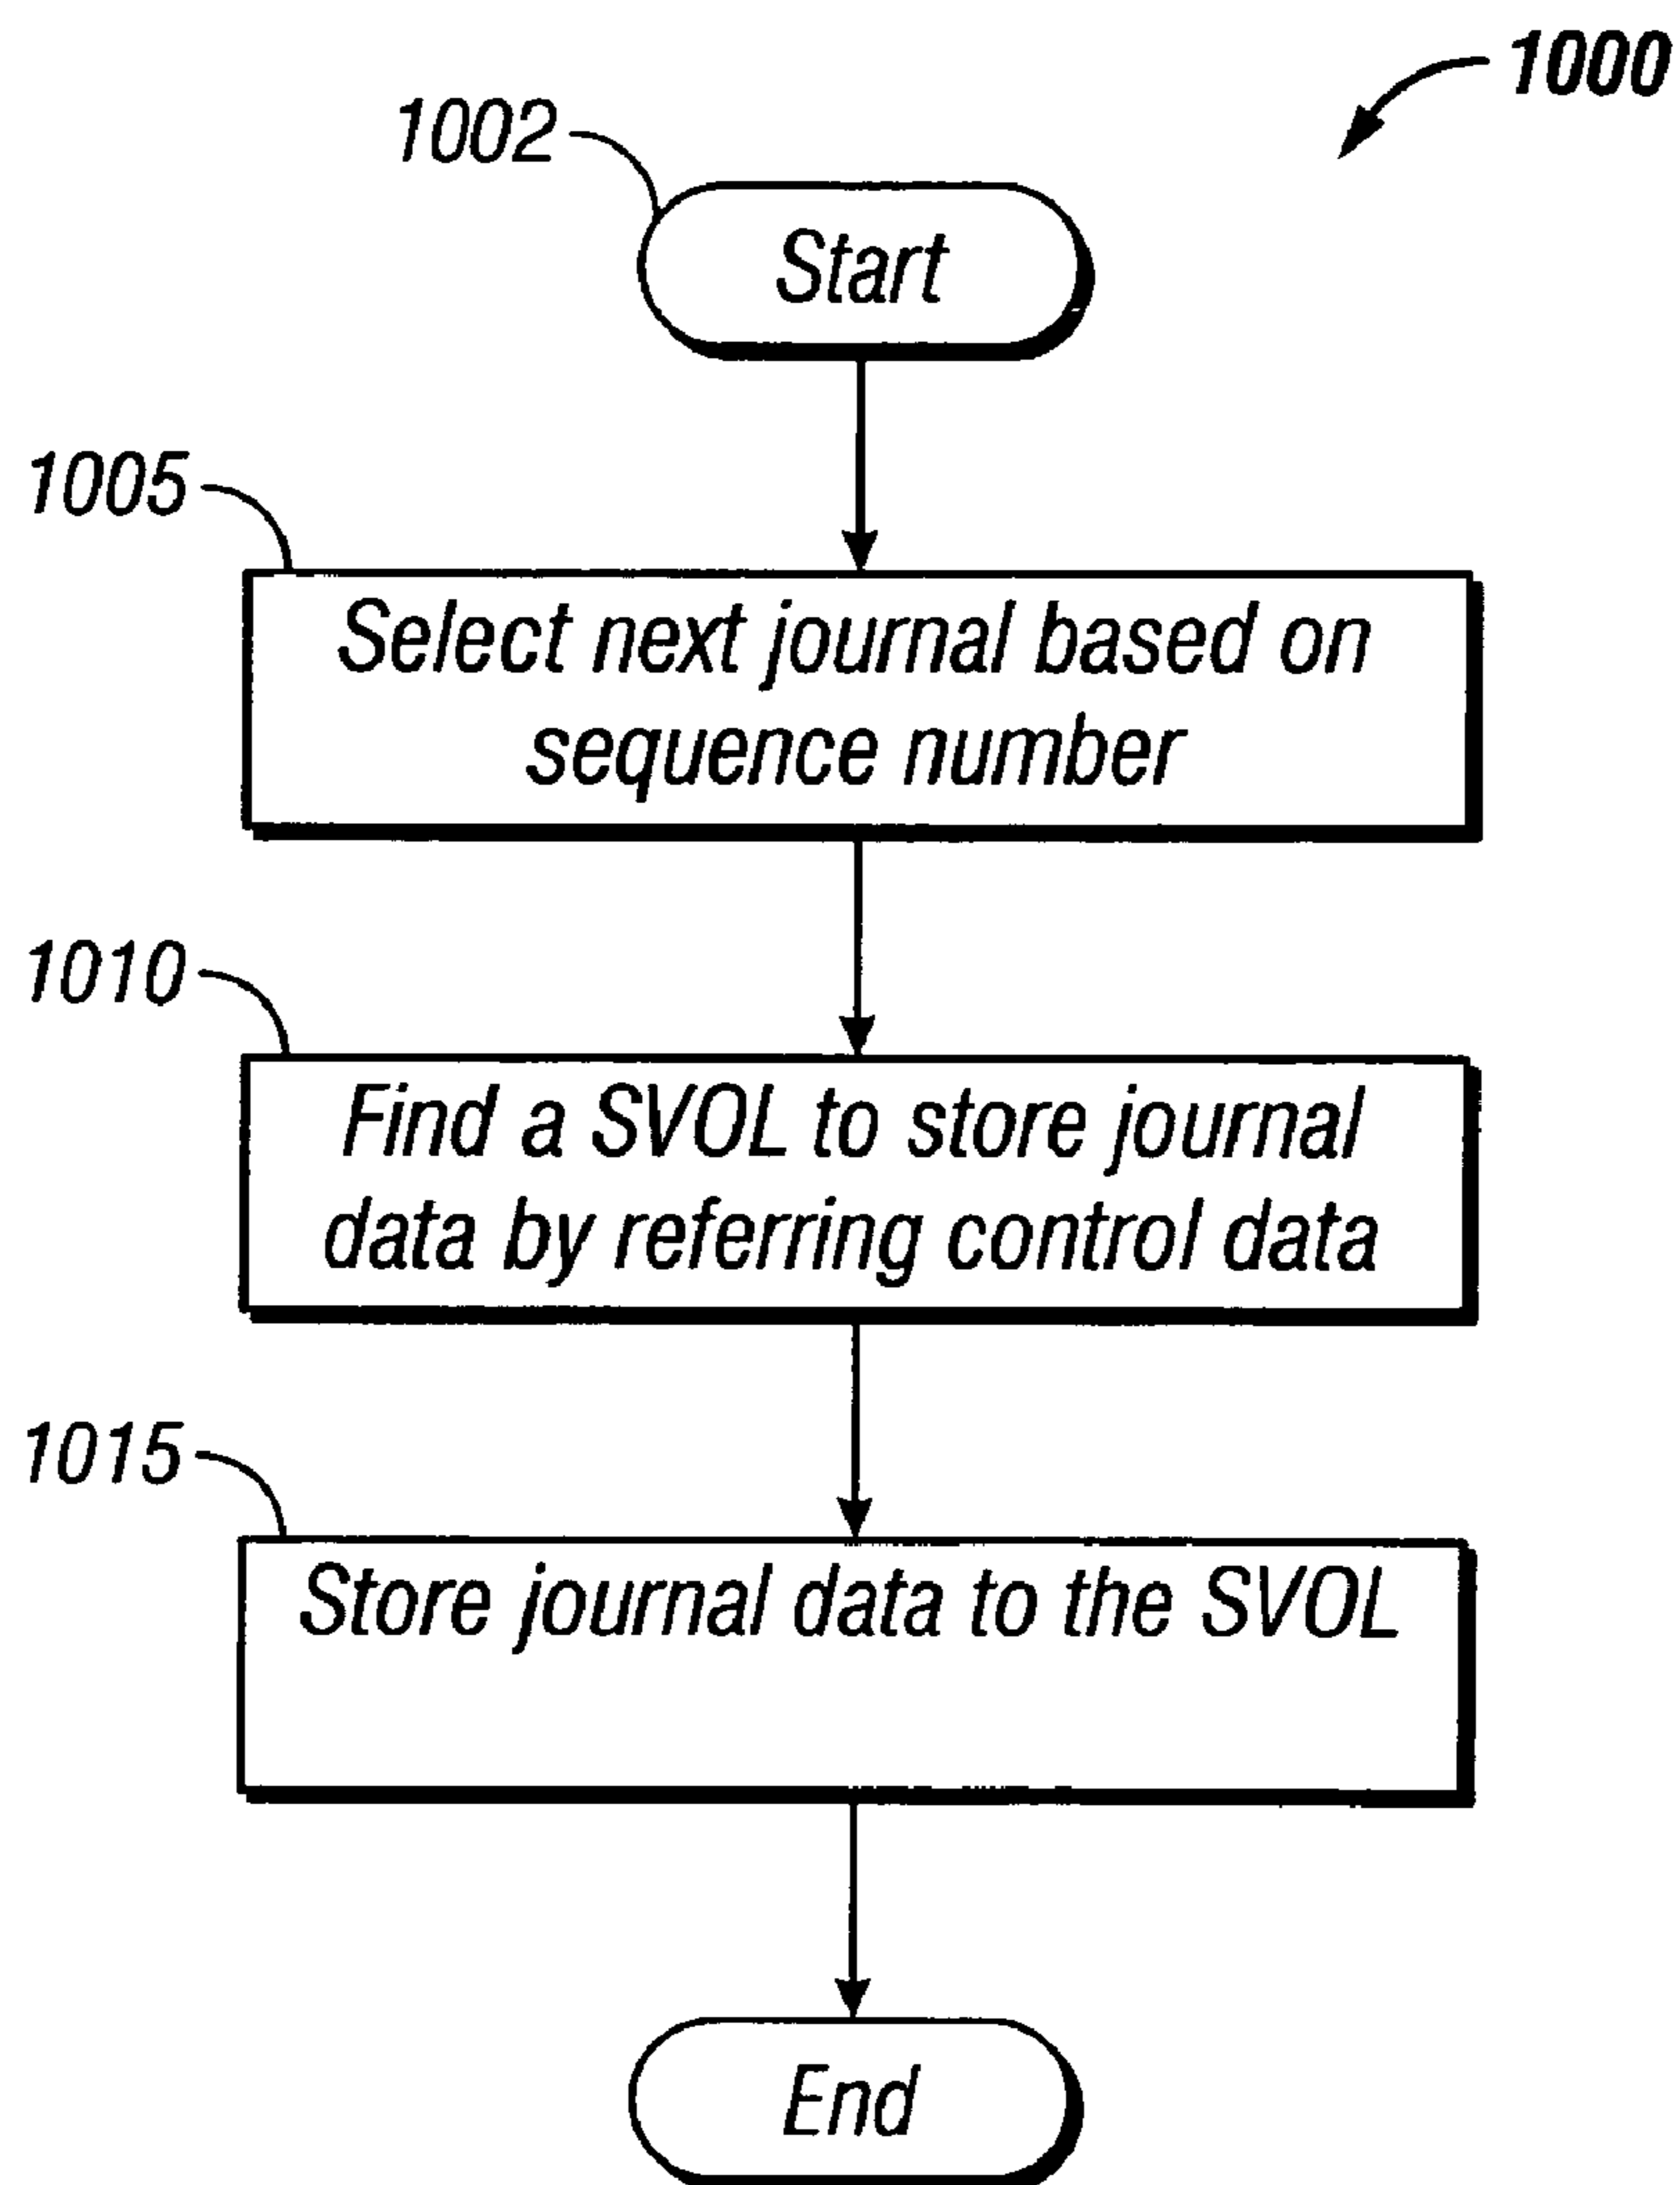 1000
1002
Start
1005
Select next journal based on
sequence number
1010
Find a SVOL to store journal
data by referring control data
1015
Store journal data to the SVOL
End